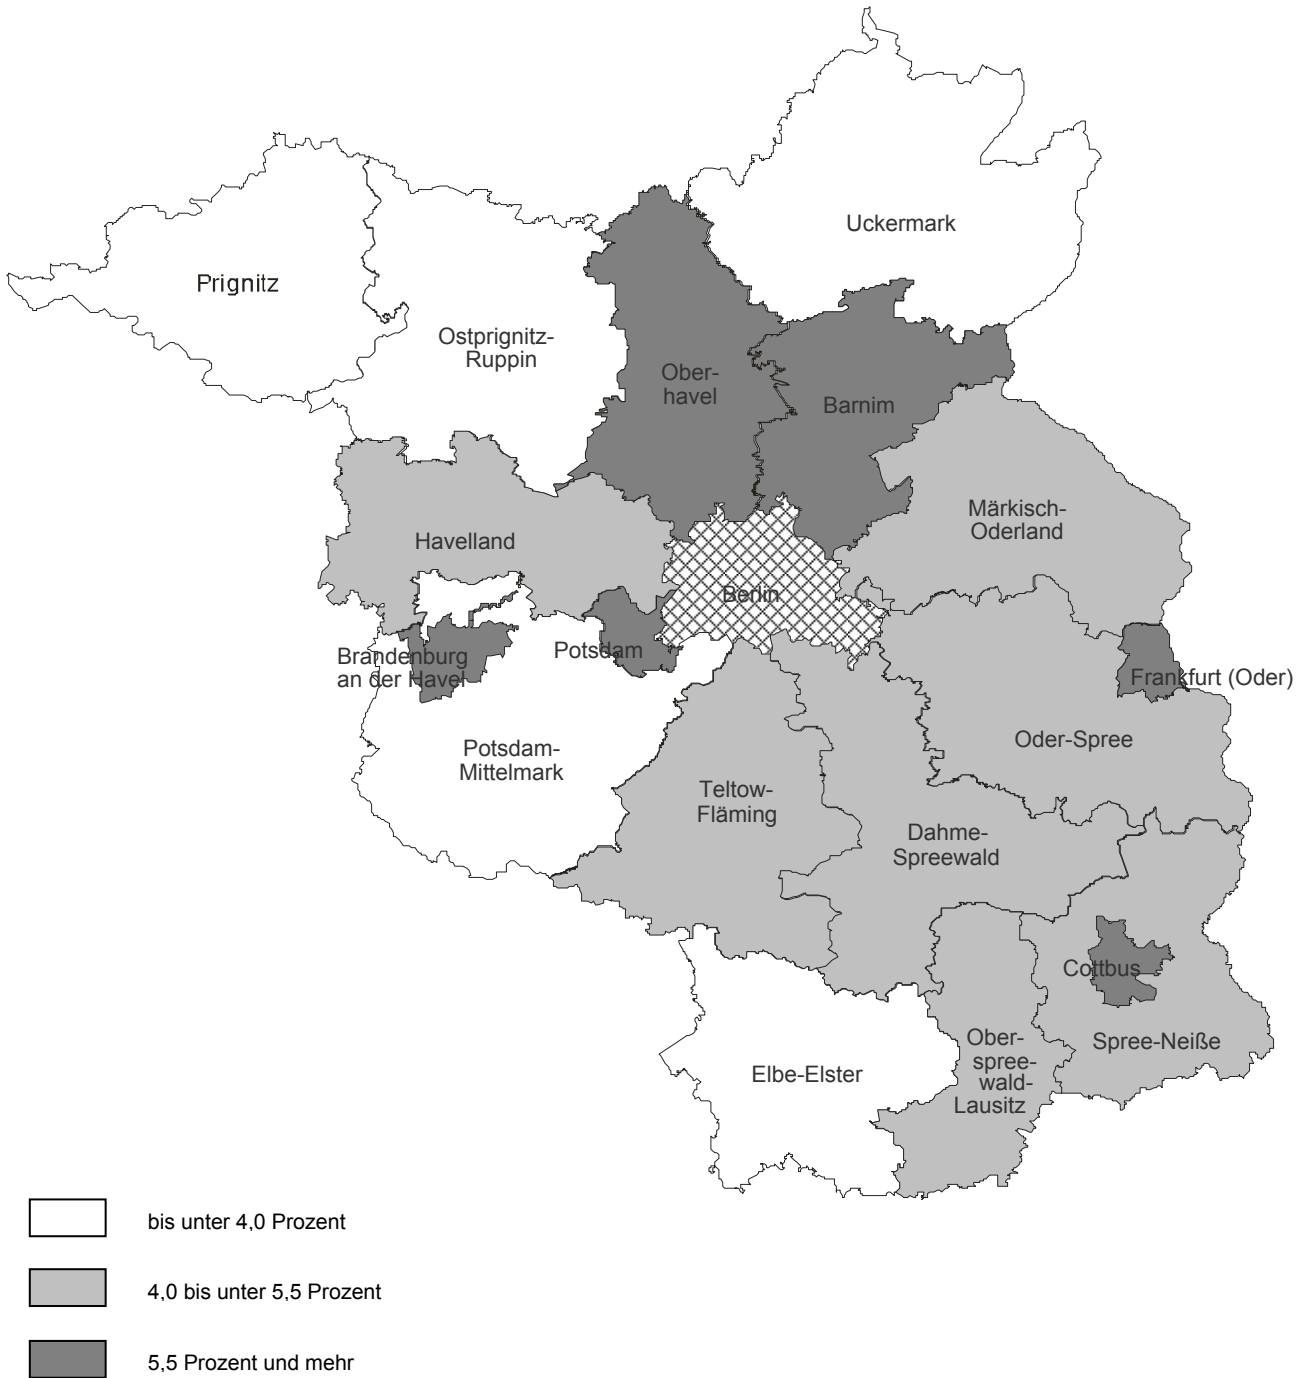 Uckermark
Prignitz
Ostprignitz-
Ruppin
Ober-
havel
Barnim
Märkisch-
Oderland
Havelland
Berlin
Brandenburg
an der Havel
Potsdam
Frankfurt (Oder)
Potsdam-
Mittelmark
Oder-Spree
Teltow-
Fläming
Dahme-
Spreewald
Cottbus
Spree-Neiße
Ober-
spree-
wald-
Lausitz
Elbe-Elster
bis unter 4,0 Prozent
4,0 bis unter 5,5 Prozent
5,5 Prozent und mehr